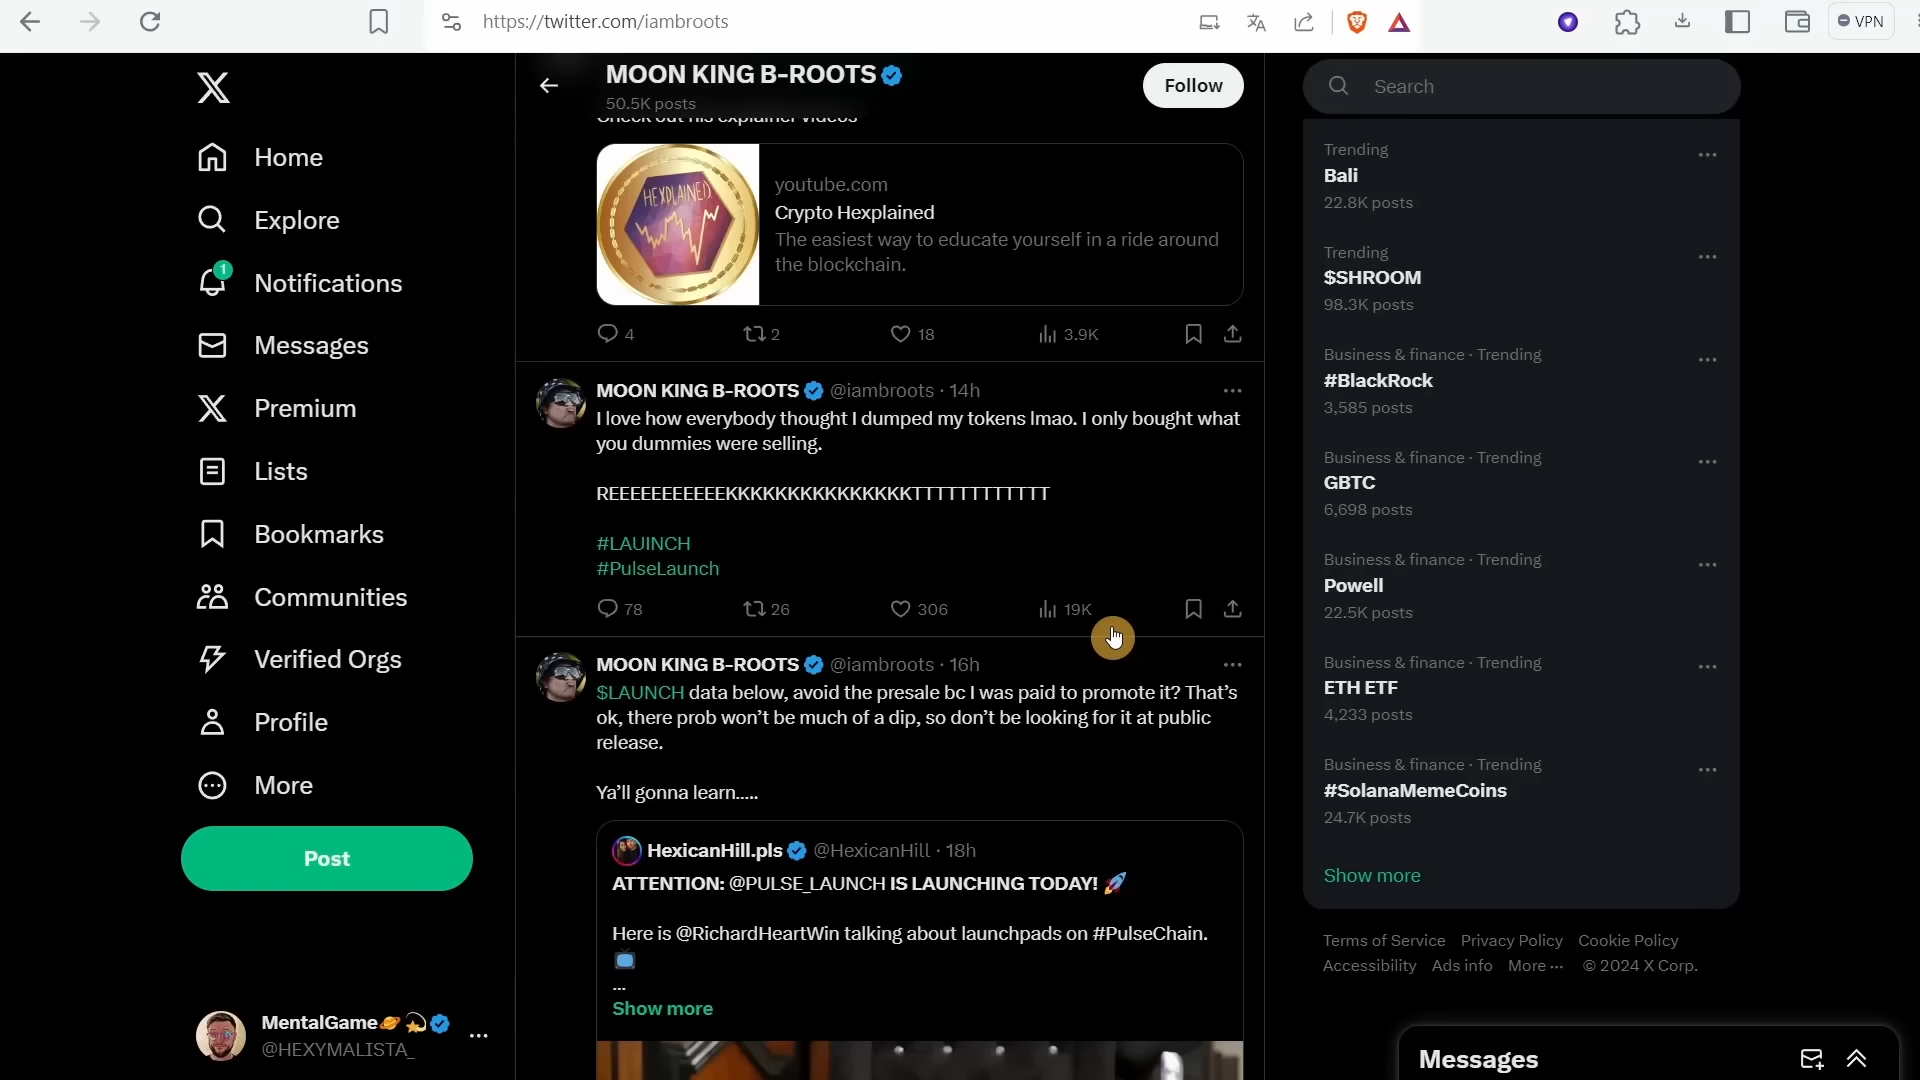 https://twitter.com/iambroots
VPN
Home
Explore
1
Notifications
Messages
Premium
Lists
Bookmarks
Communities
Verified Orgs
Profile
More
Post
MentalGame
@HEXYMALISTA_
MOON KING B-ROOTS
50.5K posts
Follow
Check out his explainer videos
HEXPLAINED
youtube.com
Crypto Hexplained
The easiest way to educate yourself in a ride around
the blockchain.
4 2 18 3.9K
MOON KING B-ROOTS @iambroots · 14h
I love how everybody thought I dumped my tokens lmao. I only bought what
you dummies were selling.
REEEEEEEEEEEKKKKKKKKKKKKKKKTTTTTTTTTTTT
#LAUINCH
#PulseLaunch
78 26 306 19K
MOON KING B-ROOTS @iambroots · 16h
$LAUNCH data below, avoid the presale bc I was paid to promote it? That’s
ok, there prob won’t be much of a dip, so don’t be looking for it at public
release.
Ya’ll gonna learn.....
HexicanHill.pls @HexicanHill · 18h
ATTENTION: @PULSE_LAUNCH IS LAUNCHING TODAY! 🚀
Here is @RichardHeartWin talking about launchpads on #PulseChain.
📺
...
Show more
Search
Trending
Bali
22.8K posts
Trending
$SHROOM
98.3K posts
Business & finance · Trending
#BlackRock
3,585 posts
Business & finance · Trending
GBTC
6,698 posts
Business & finance · Trending
Powell
22.5K posts
Business & finance · Trending
ETH ETF
4,233 posts
Business & finance · Trending
#SolanaMemeCoins
24.7K posts
Show more
Terms of Service Privacy Policy Cookie Policy
Accessibility Ads info More ··· © 2024 X Corp.
Messages